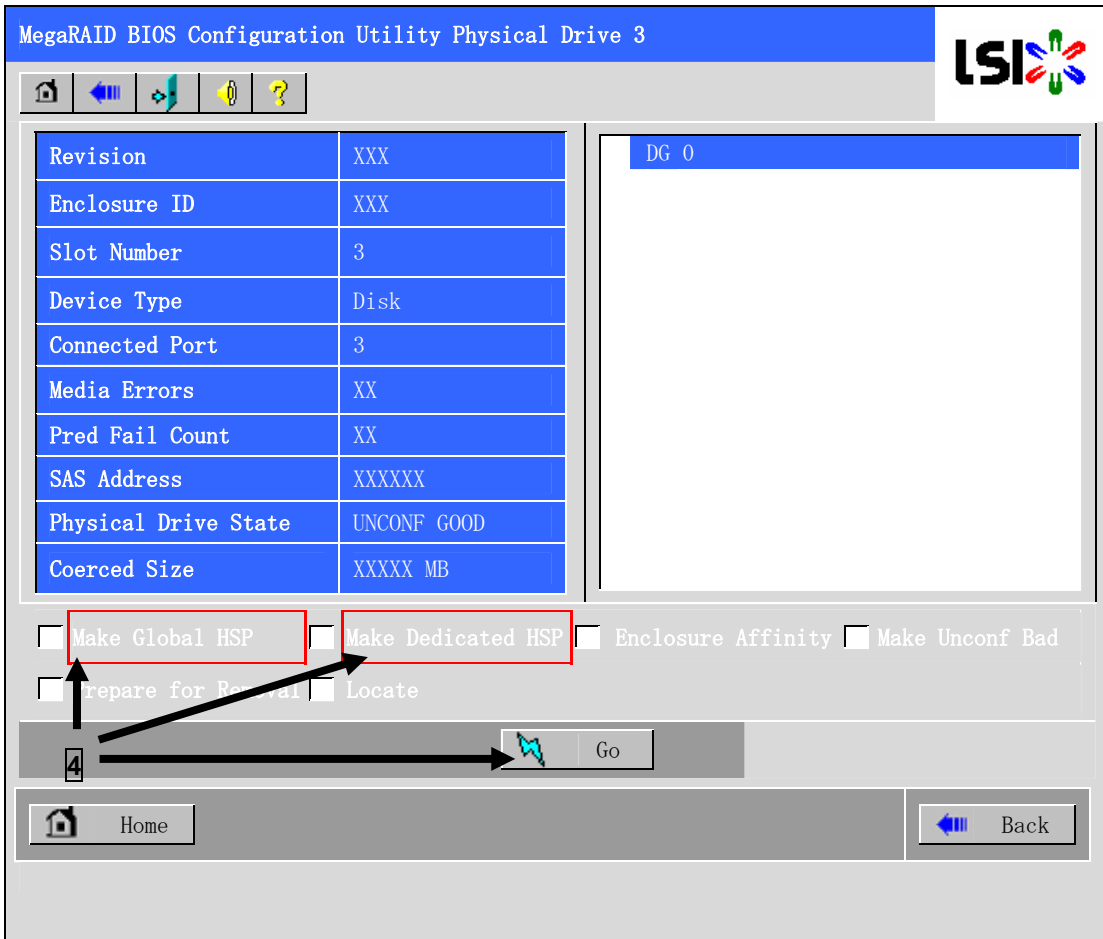 MegaRAID BIOS Configuration Utility Physical Drive 3
LSI
Revision XXX
Enclosure ID XXX
Slot Number 3
Device Type Disk
Connected Port 3
Media Errors XX
Pred Fail Count XX
SAS Address XXXXXX
Physical Drive State UNCONF GOOD
Coerced Size XXXXX MB
DG 0
Make Global HSP Make Dedicated HSP Enclosure Affinity Make Unconf Bad
Prepare for Removal Locate
4
Go
Home Back